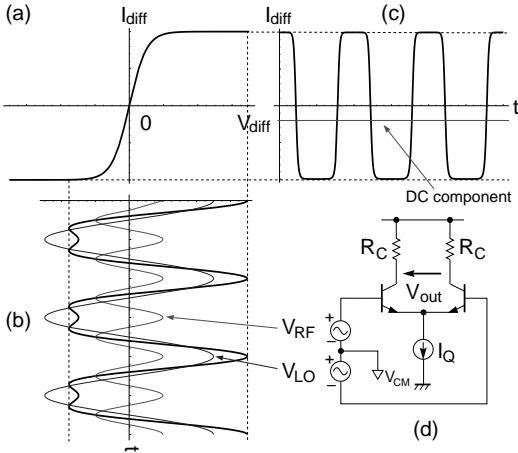 (a)
I_diff
I_diff
(c)
0
V_diff
t
DC component
(b)
V_RF
V_LO
t
R_C
R_C
V_out
+
−
+
−
V_CM
I_Q
(d)